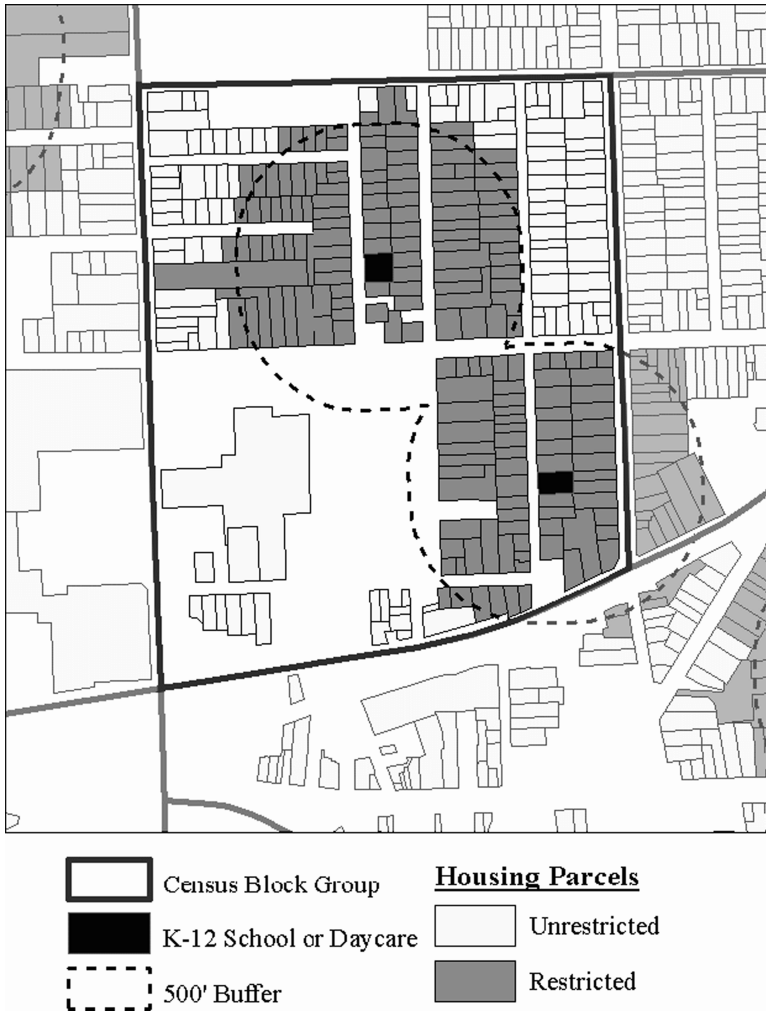 Census Block Group
K-12 School or Daycare
500' Buffer
Housing Parcels
Unrestricted
Restricted